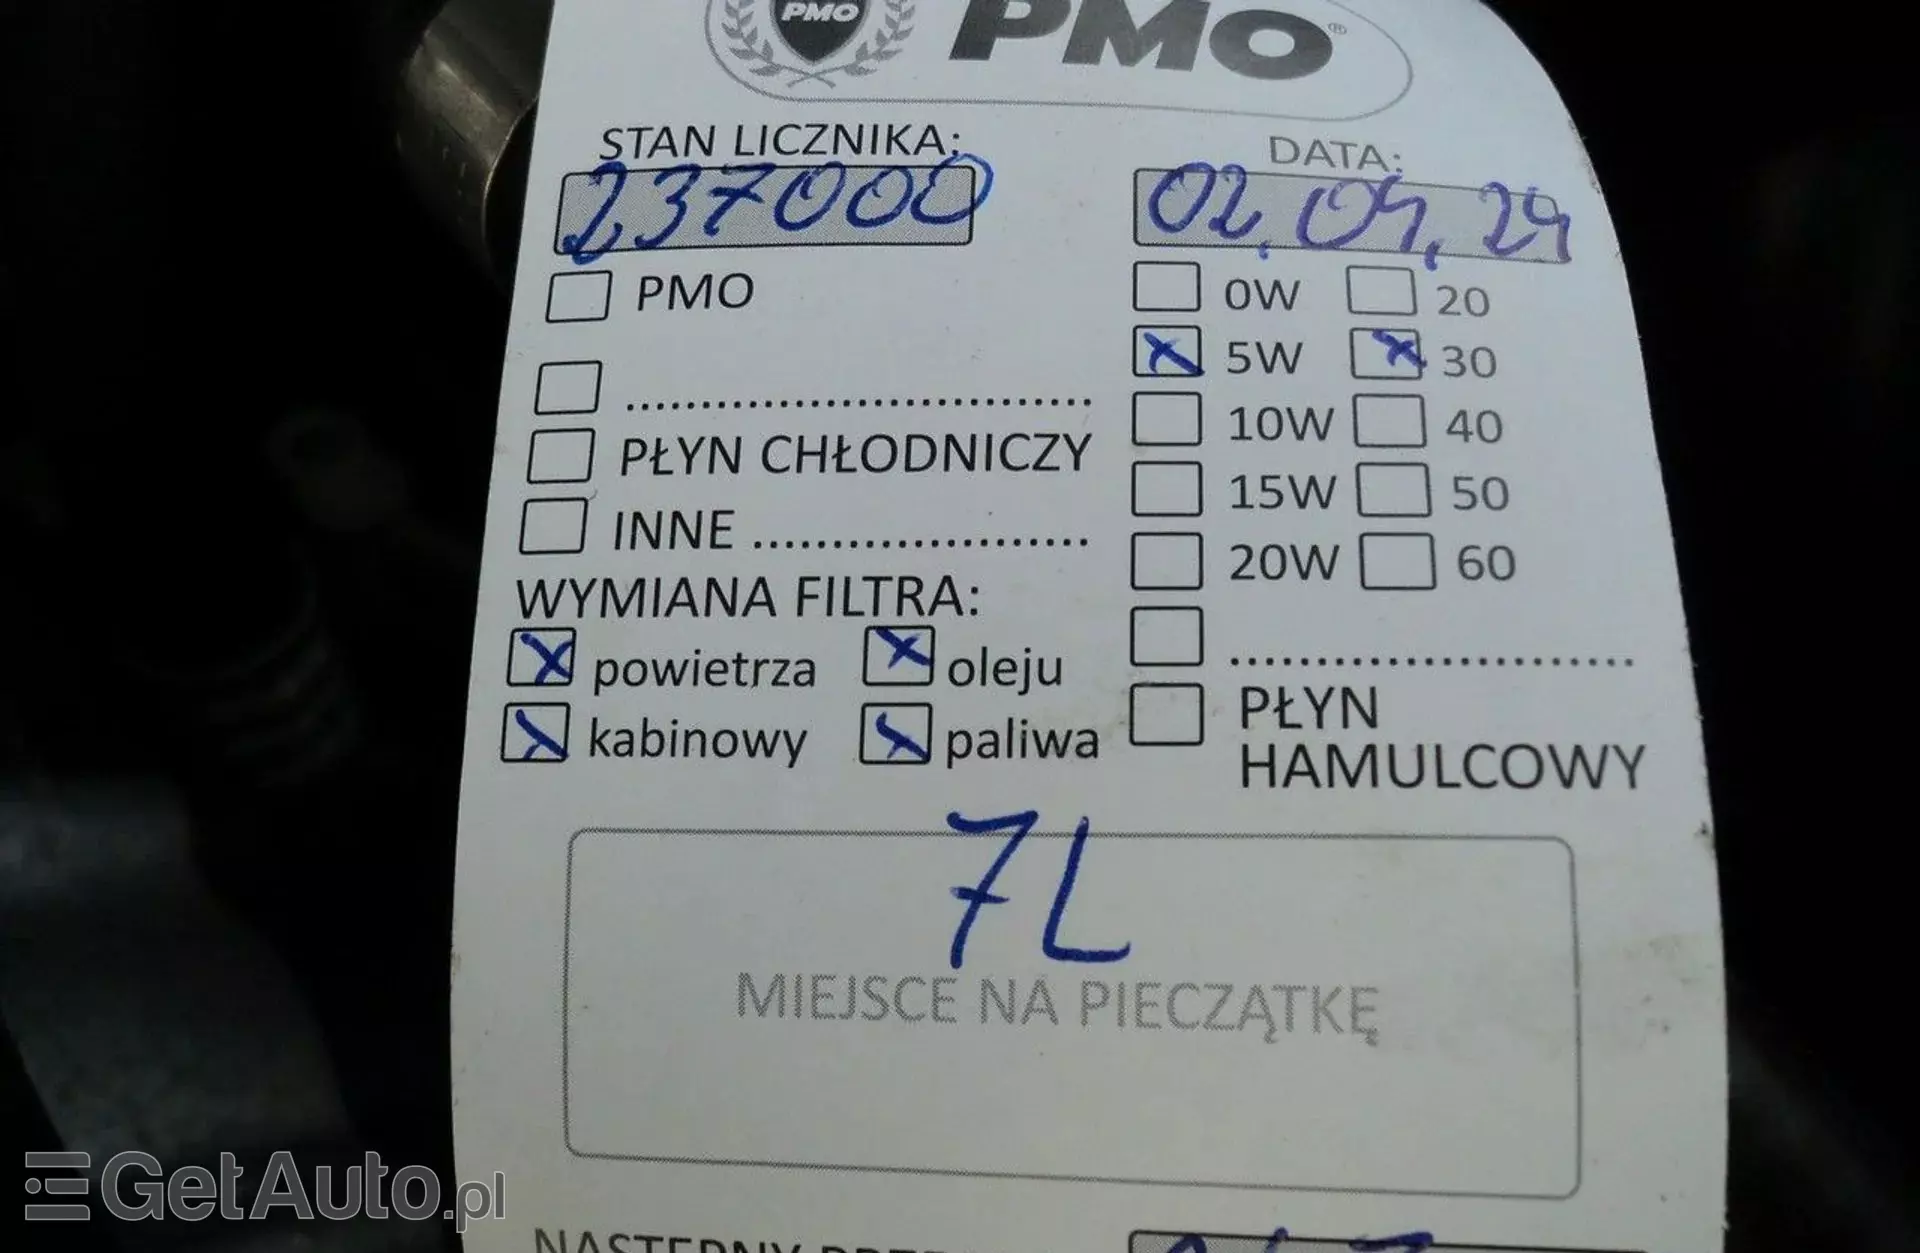 PMO
PMO®
STAN LICZNIKA:
DATA:
237000
02.04.24
PMO
0W 20
5W 30
10W 40
PŁYN CHŁODNICZY
15W 50
INNE
20W 60
WYMIANA FILTRA:
powietrza
oleju
kabinowy
paliwa
PŁYN
HAMULCOWY
7L
MIEJSCE NA PIECZĄTKĘ
GetAuto.pl